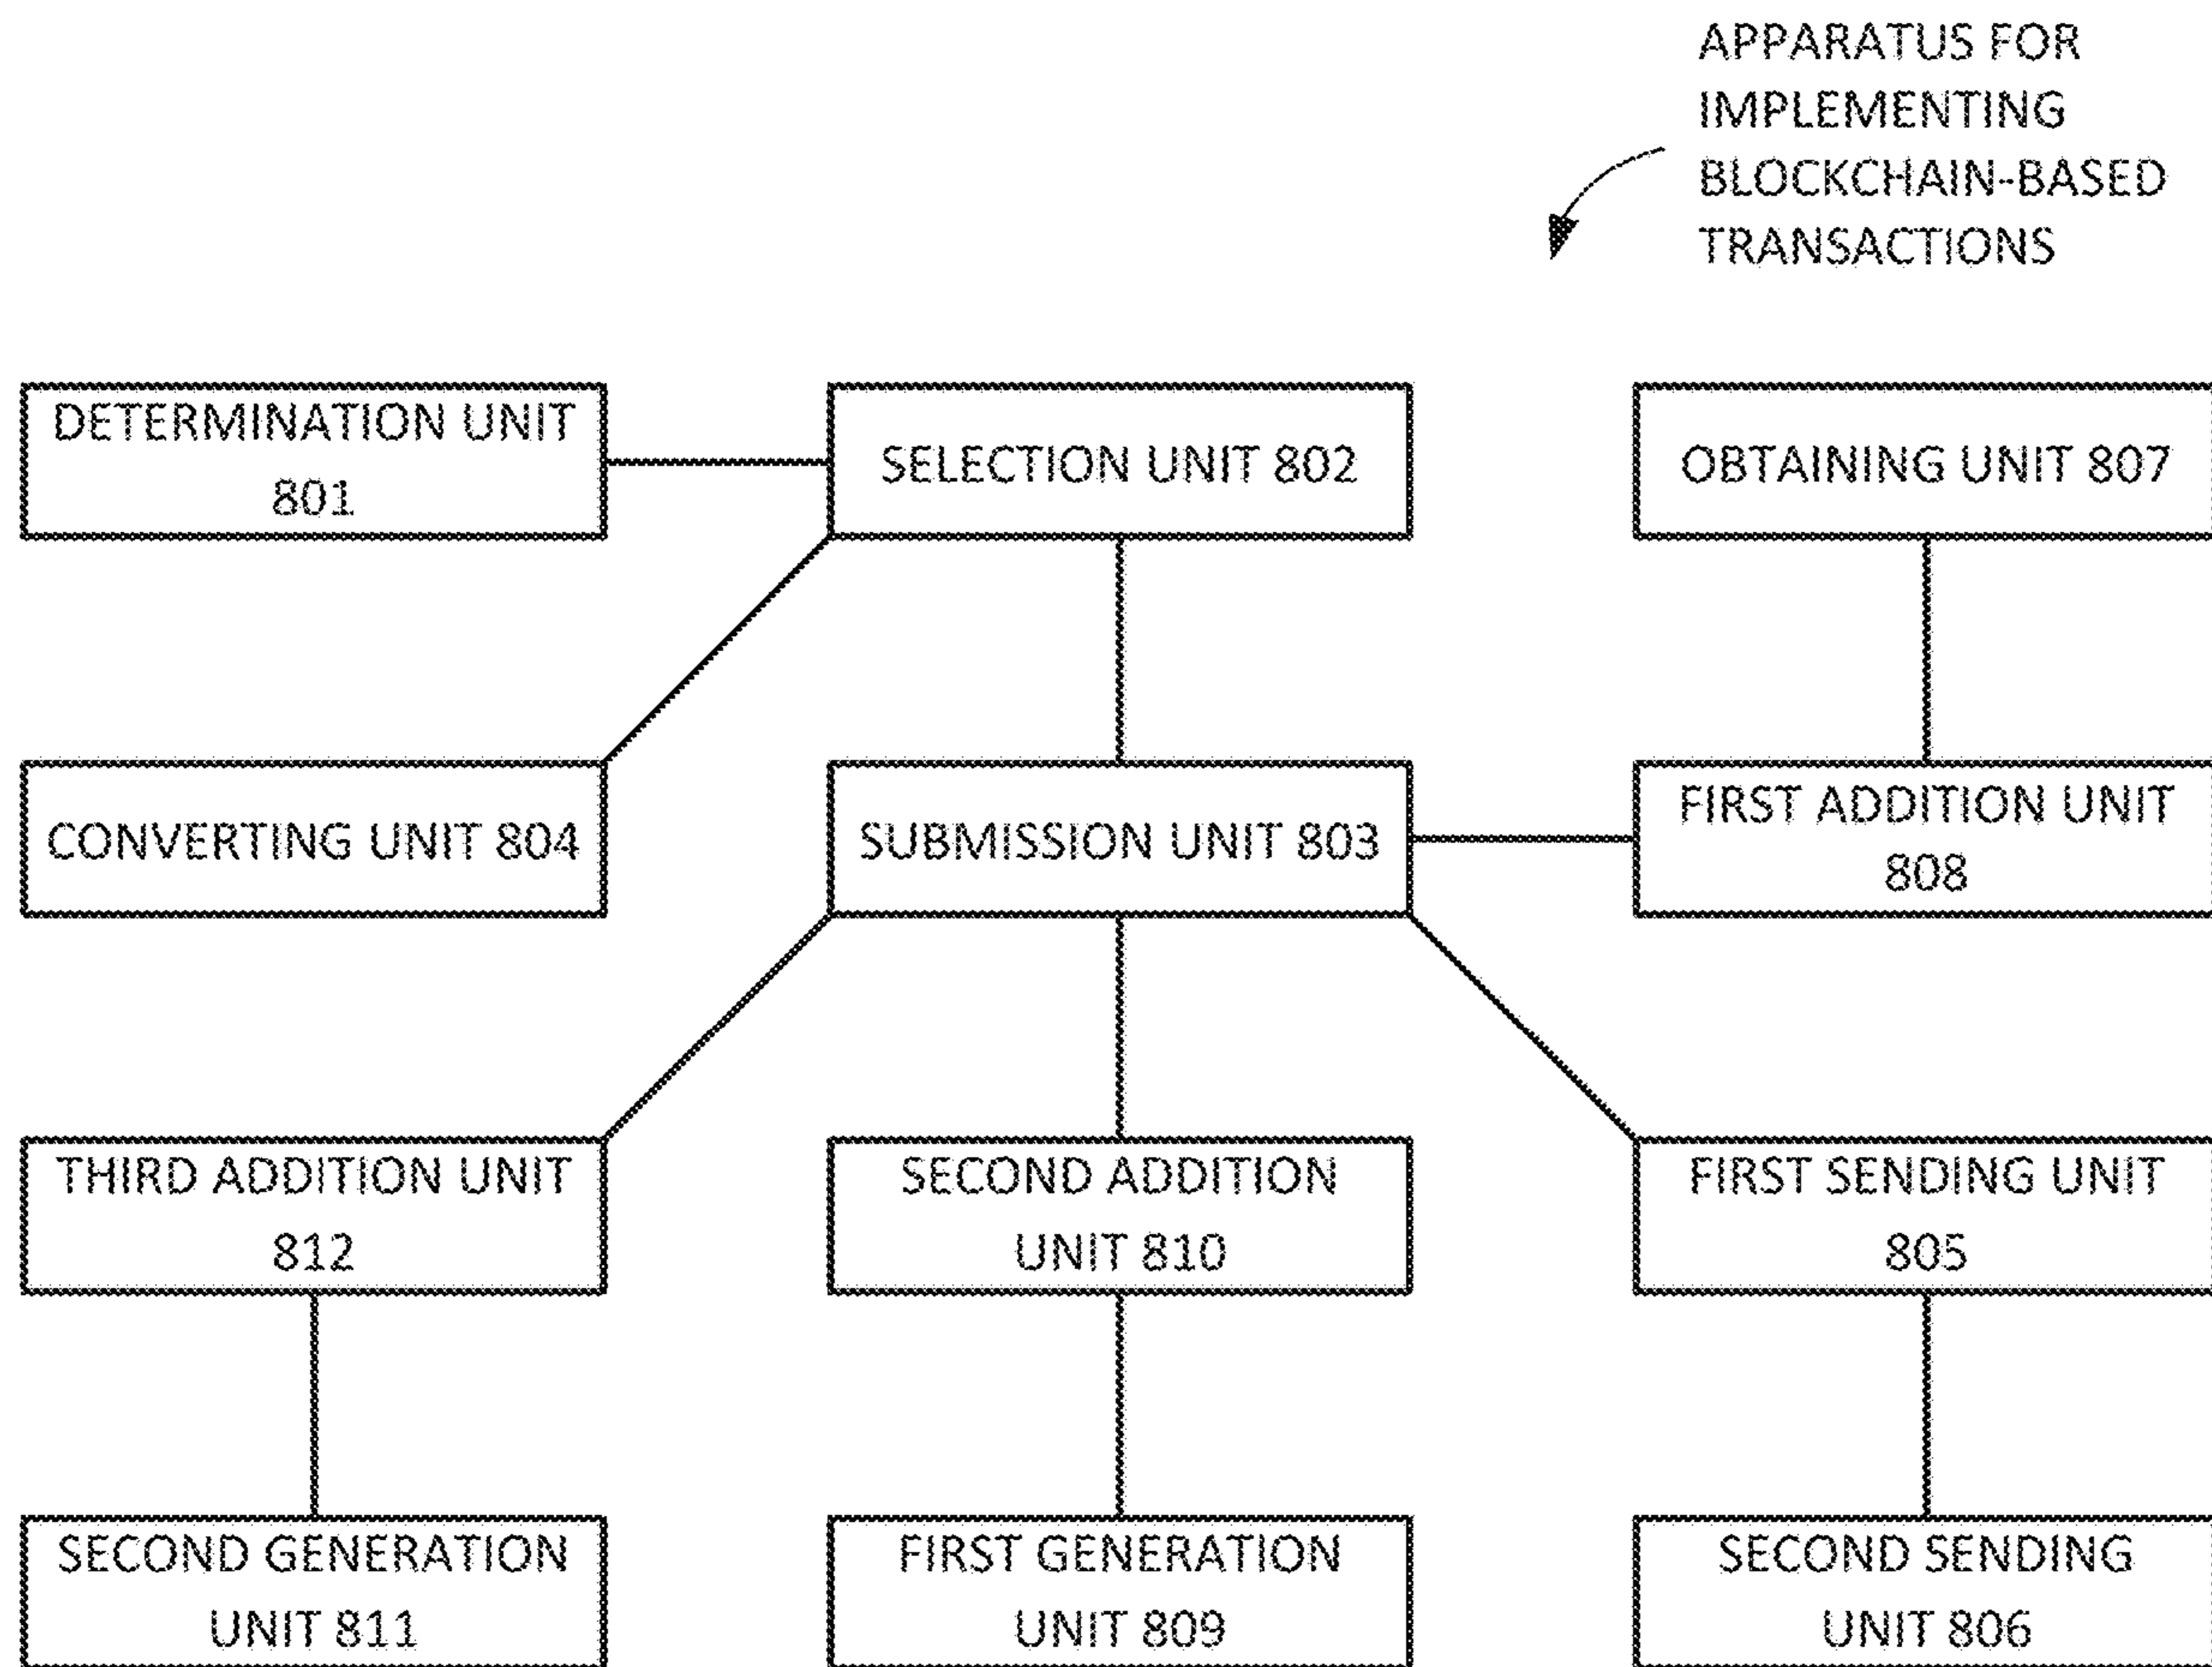 APPARATUS FOR
IMPLEMENTING
BLOCKCHAIN-BASED
TRANSACTIONS
DETERMINATION UNIT
801
SELECTION UNIT 802
OBTAINING UNIT 807
CONVERTING UNIT 804
SUBMISSION UNIT 803
FIRST ADDITION UNIT
808
THIRD ADDITION UNIT
812
SECOND ADDITION
UNIT 810
FIRST SENDING UNIT
805
SECOND GENERATION
UNIT 811
FIRST GENERATION
UNIT 809
SECOND SENDING
UNIT 806